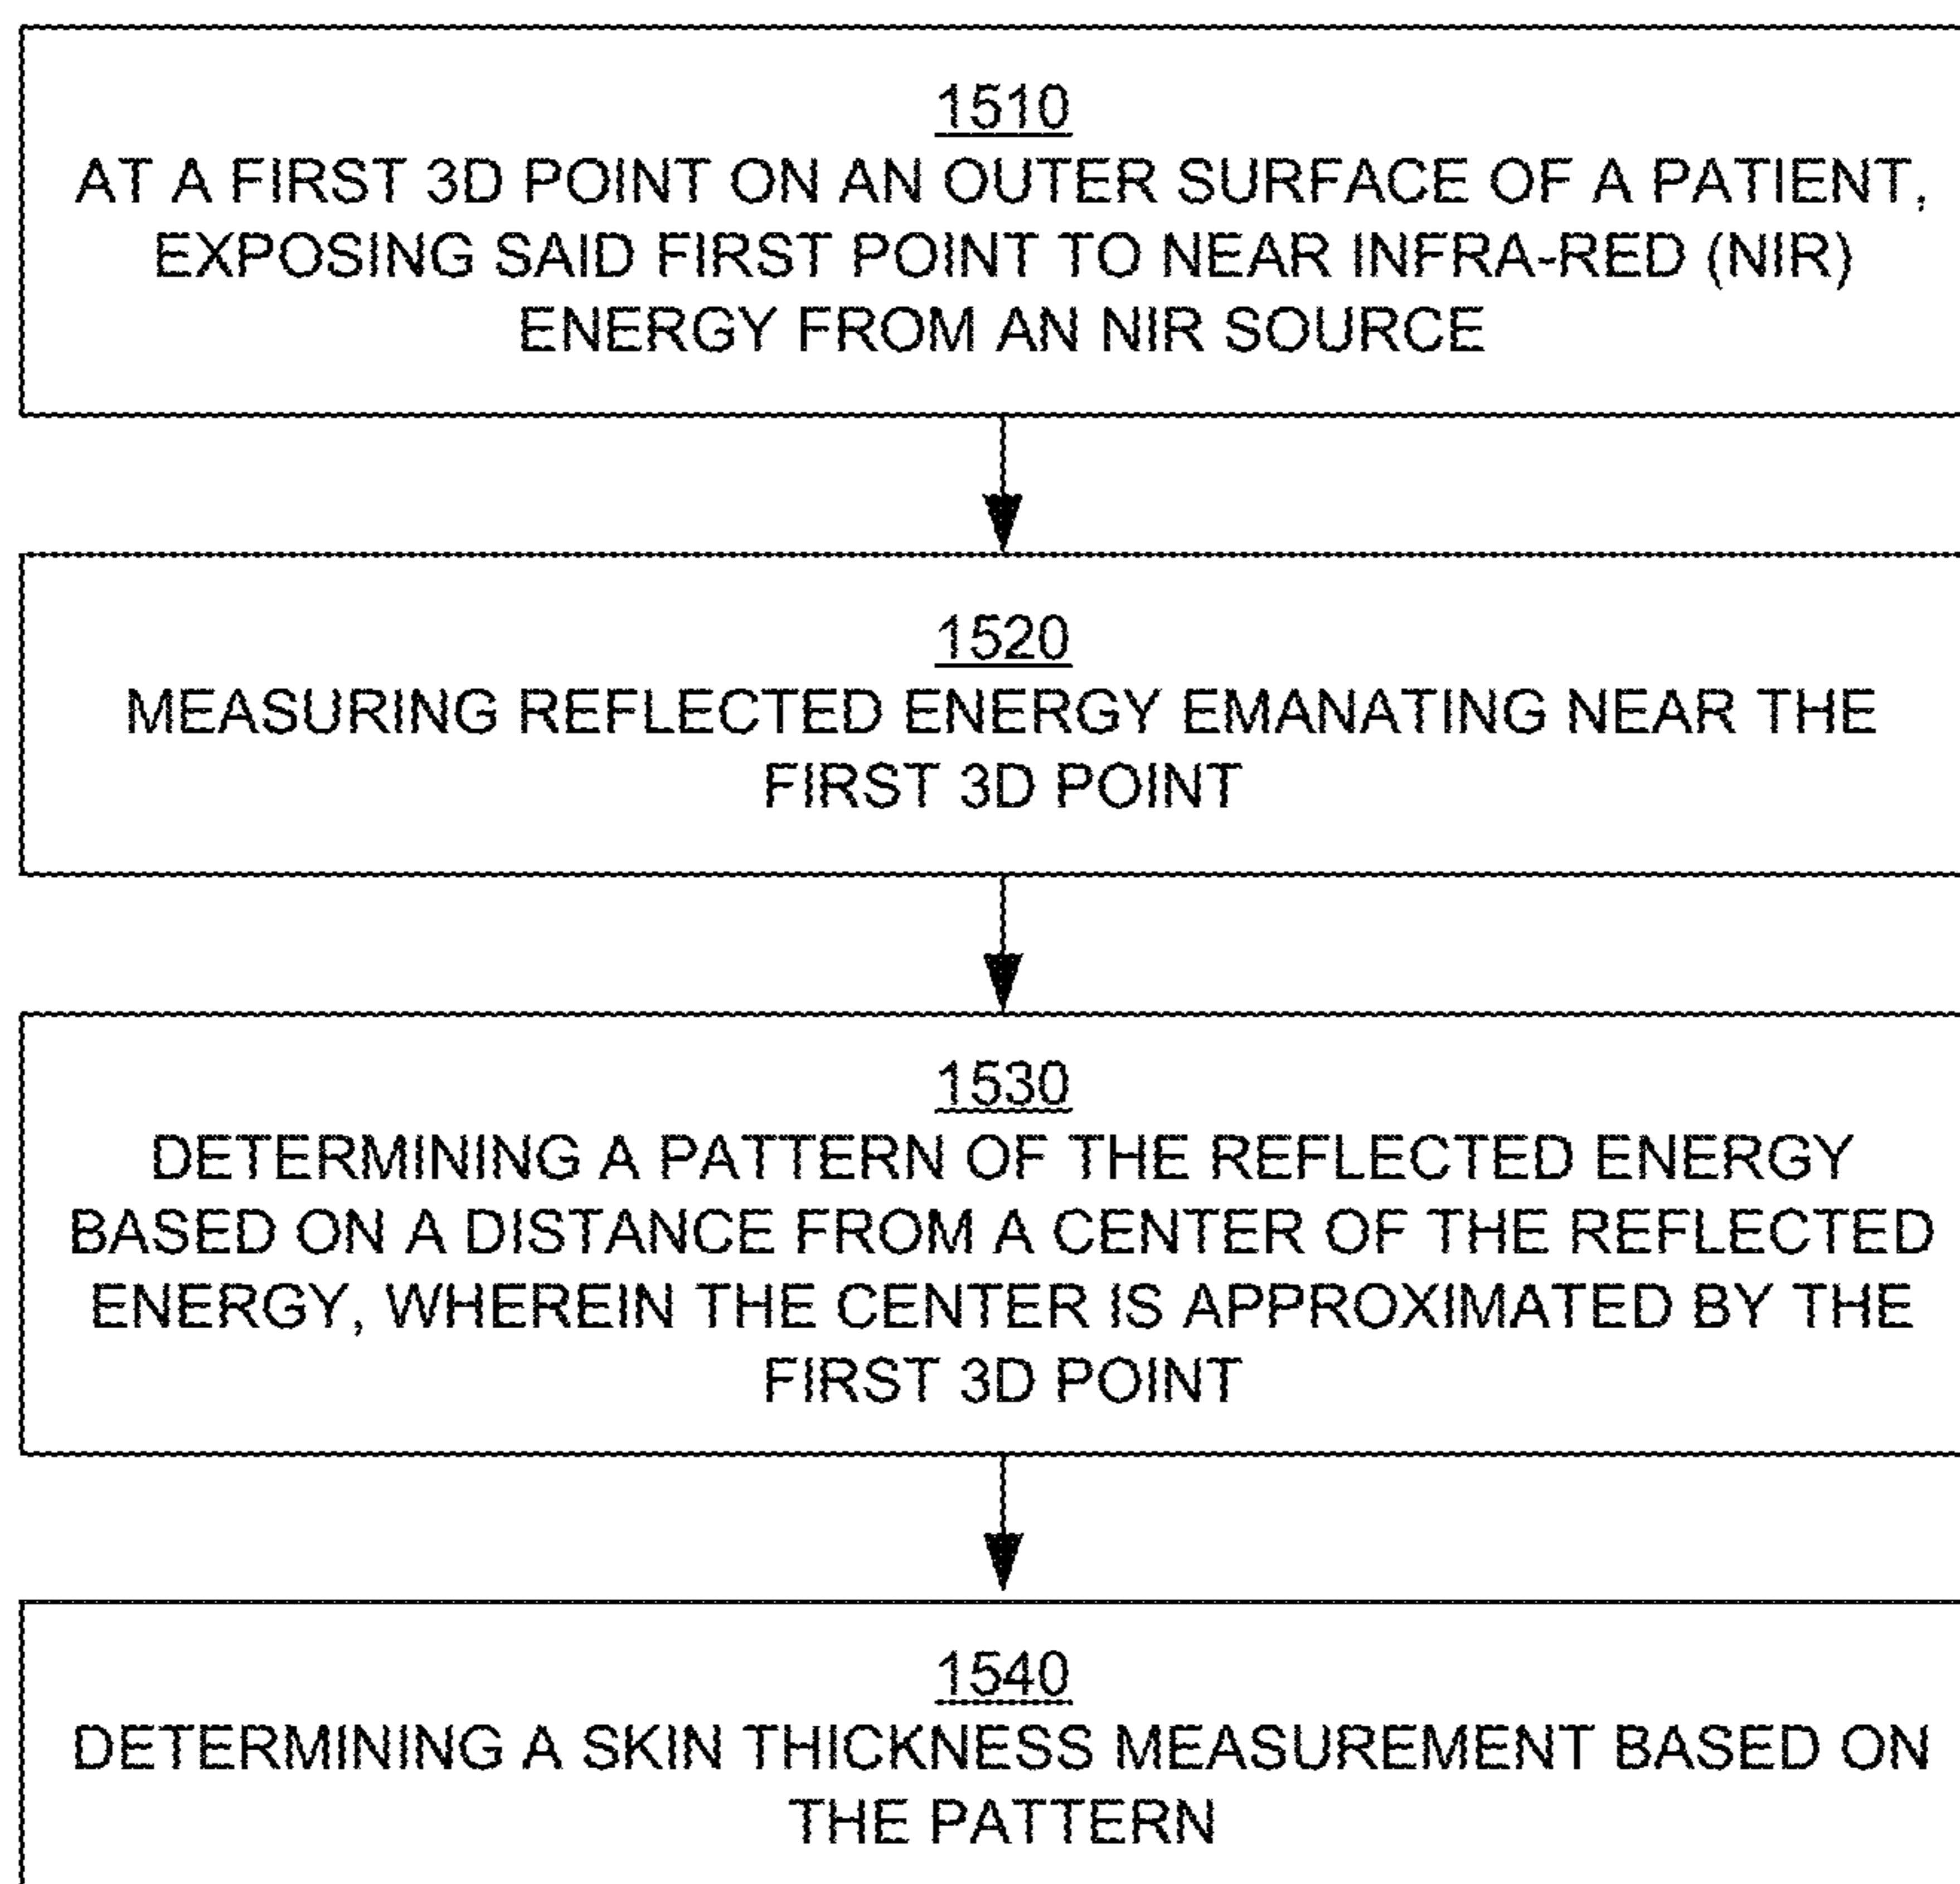 1510
AT A FIRST 3D POINT ON AN OUTER SURFACE OF A PATIENT,
EXPOSING SAID FIRST POINT TO NEAR INFRA-RED (NIR)
ENERGY FROM AN NIR SOURCE
1520
MEASURING REFLECTED ENERGY EMANATING NEAR THE
FIRST 3D POINT
1530
DETERMINING A PATTERN OF THE REFLECTED ENERGY
BASED ON A DISTANCE FROM A CENTER OF THE REFLECTED
ENERGY, WHEREIN THE CENTER IS APPROXIMATED BY THE
FIRST 3D POINT
1540
DETERMINING A SKIN THICKNESS MEASUREMENT BASED ON
THE PATTERN